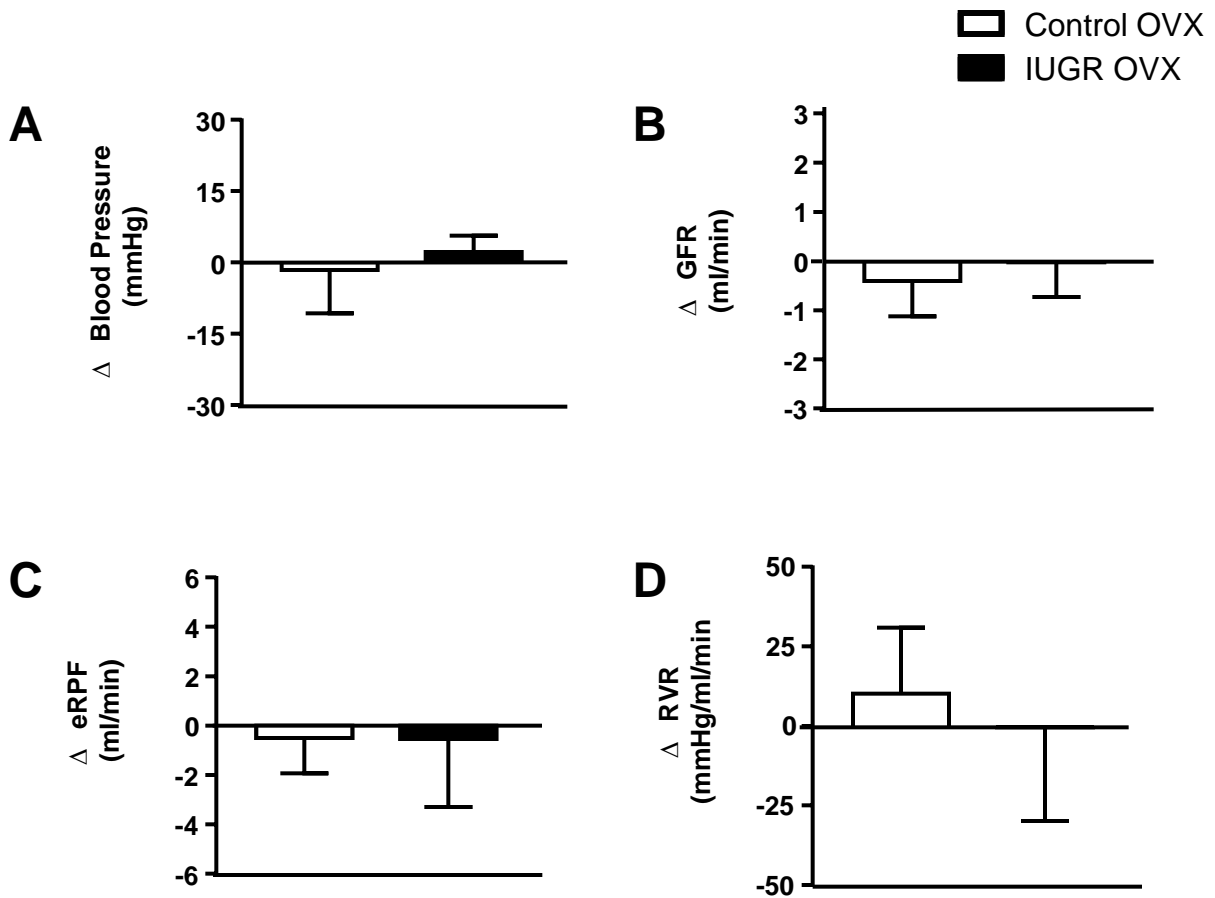 Control OVX
IUGR OVX
A
Δ Blood Pressure
(mmHg)
30
15
0
-15
-30
B
Δ GFR
(ml/min)
3
2
1
0
-1
-2
-3
C
Δ eRPF
(ml/min)
6
4
2
0
-2
-4
-6
D
Δ RVR
(mmHg/ml/min
50
25
0
-25
-50